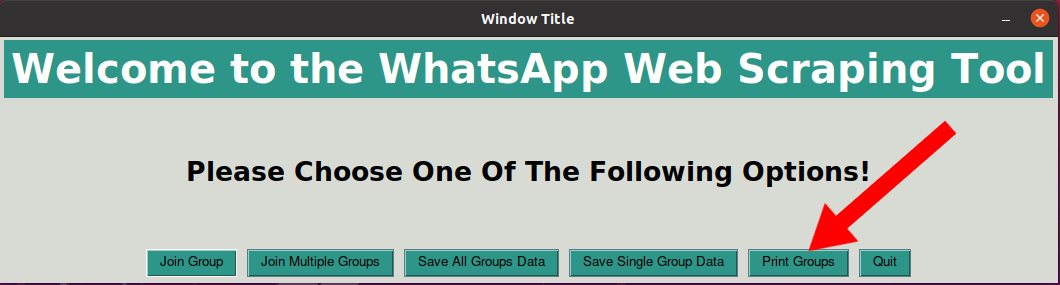 Window Title
Welcome to the WhatsApp Web Scraping Tool
Please Choose One Of The Following Options!
Join Group Join Multiple Groups Save All Groups Data Save Single Group Data Print Groups Quit